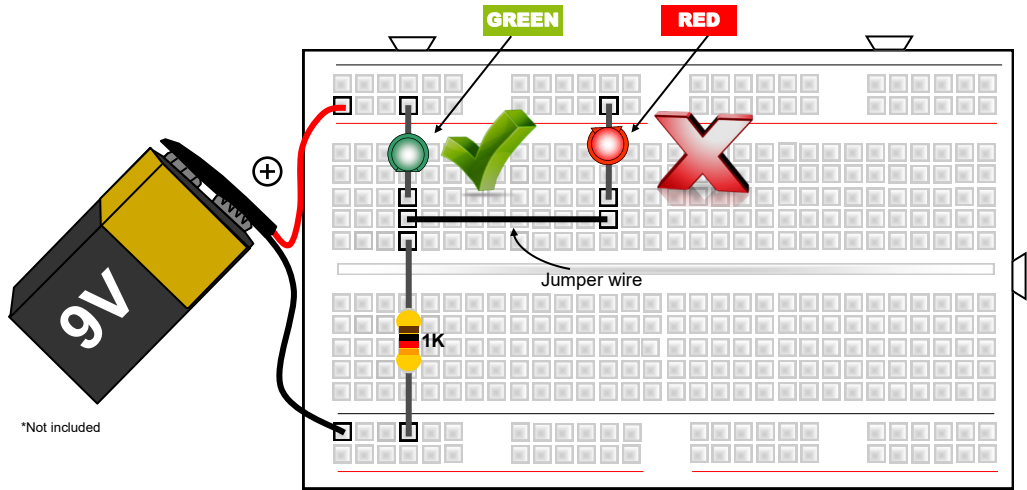 GREEN
RED
9V
Jumper wire
1K
*Not included